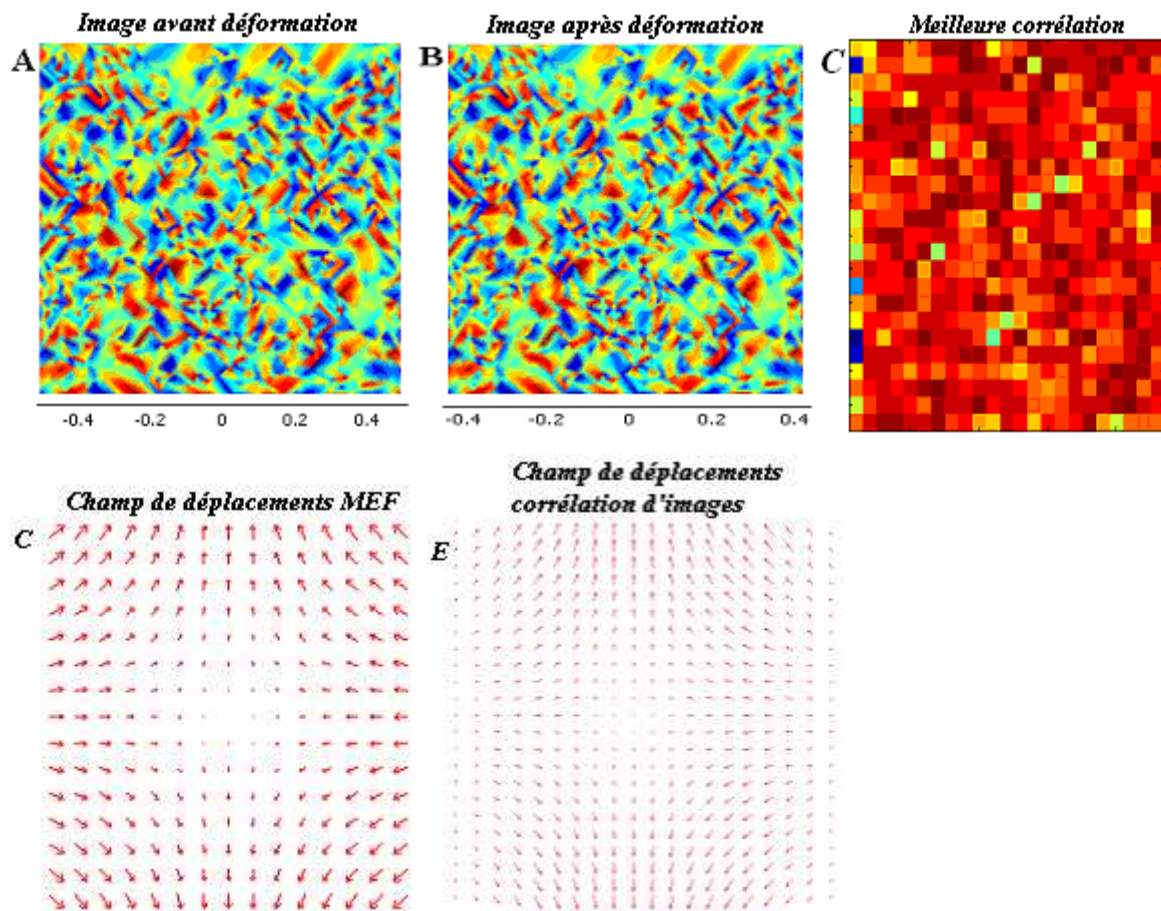 Image avant déformation
Image après déformation
Meilleure corrélation
A
B
C
-0.4 -0.2 0 0.2 0.4
-0.4 -0.2 0 0.2 0.4
Champ de déplacements MEF
Champ de déplacements
corrélation d'images
C
E